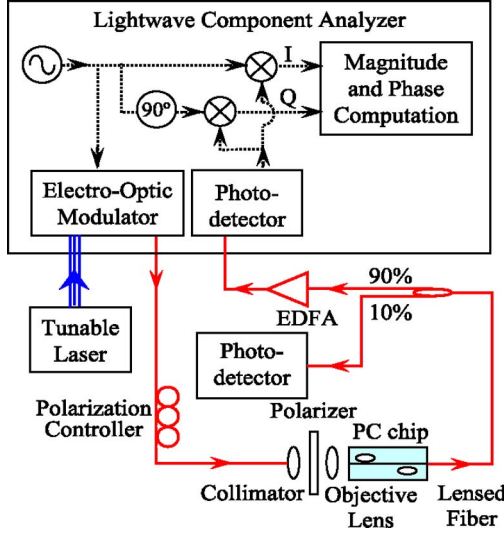 Lightwave Component Analyzer
I
Magnitude
and Phase
Computation
90º
Q
Electro-Optic
Modulator
Photo-
detector
90%
EDFA
10%
Tunable
Laser
Photo-
detector
Polarization
Controller
Polarizer
PC chip
Collimator
Objective
Lens
Lensed
Fiber